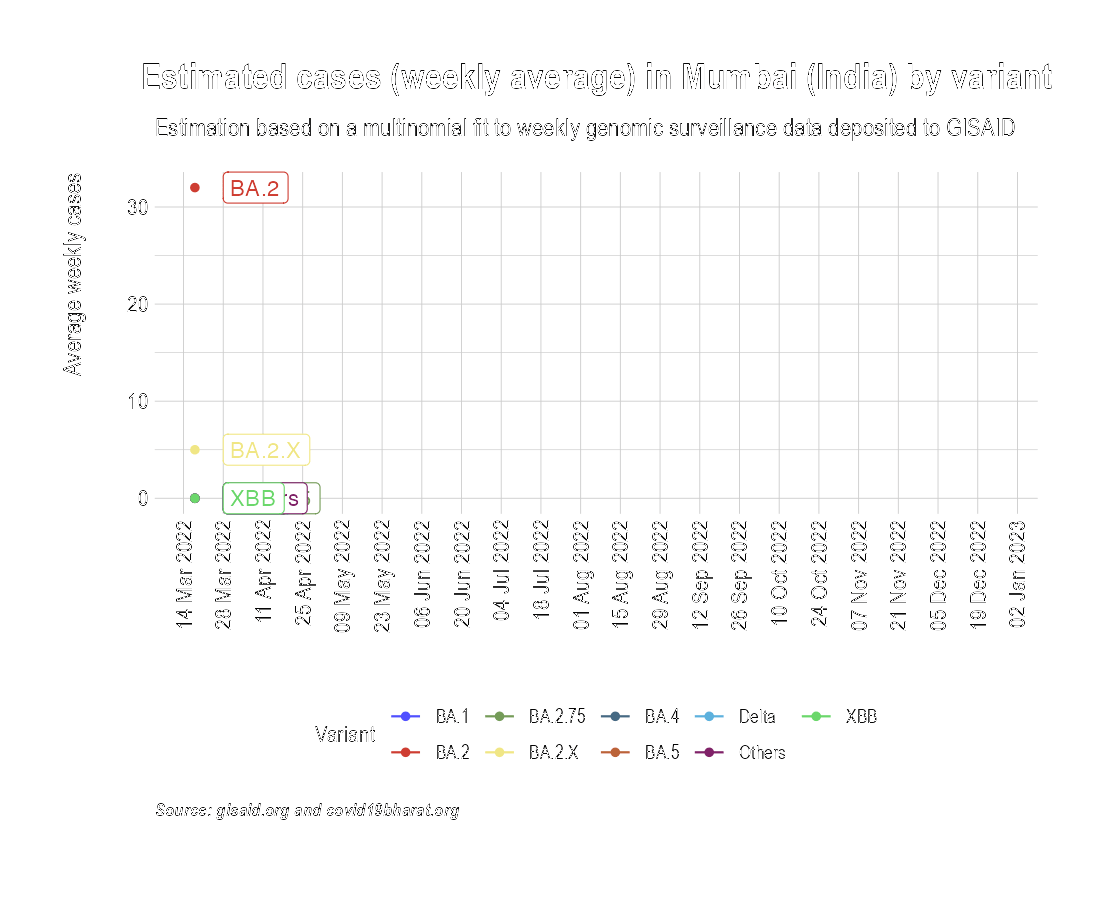 Estimated cases (weekly average) in Mumbai (India) by variant
Estimation based on a multinomial fit to weekly genomic surveillance data deposited to GISAID
Average weekly cases
30
20
10
0
BA.2
BA.2.X
XBB
14 Mar 2022
28 Mar 2022
11 Apr 2022
25 Apr 2022
09 May 2022
23 May 2022
06 Jun 2022
20 Jun 2022
04 Jul 2022
18 Jul 2022
01 Aug 2022
15 Aug 2022
29 Aug 2022
12 Sep 2022
26 Sep 2022
10 Oct 2022
24 Oct 2022
07 Nov 2022
21 Nov 2022
05 Dec 2022
19 Dec 2022
02 Jan 2023
Variant
BA.1 BA.2.75 BA.4 Delta XBB
BA.2 BA.2.X BA.5 Others
Source: gisaid.org and covid19bharat.org